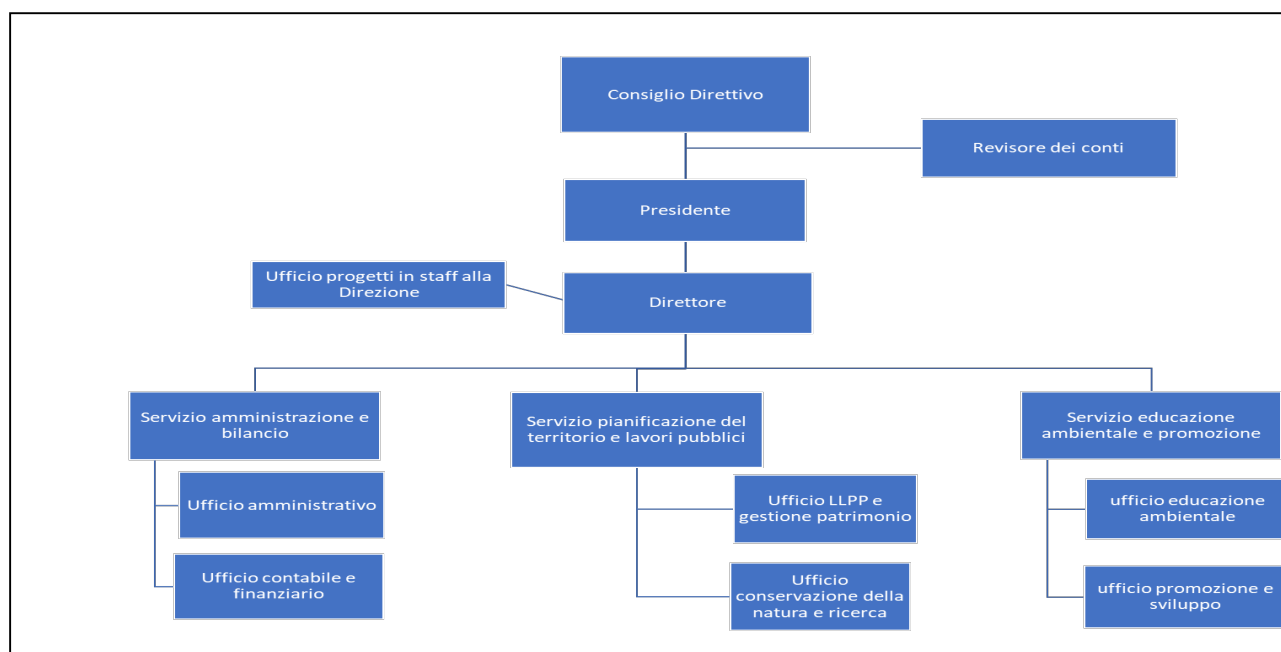 Consiglio Direttivo
Revisore dei conti
Presidente
Ufficio progetti in staff alla
Direzione
Direttore
Servizio amministrazione e
bilancio
Servizio pianificazione del
territorio e lavori pubblici
Servizio educazione
ambientale e promozione
Ufficio amministrativo
Ufficio LLPP e
gestione patrimonio
ufficio educazione
ambientale
Ufficio contabile e
finanziario
Ufficio
conservazione della
natura e ricerca
ufficio promozione e
sviluppo